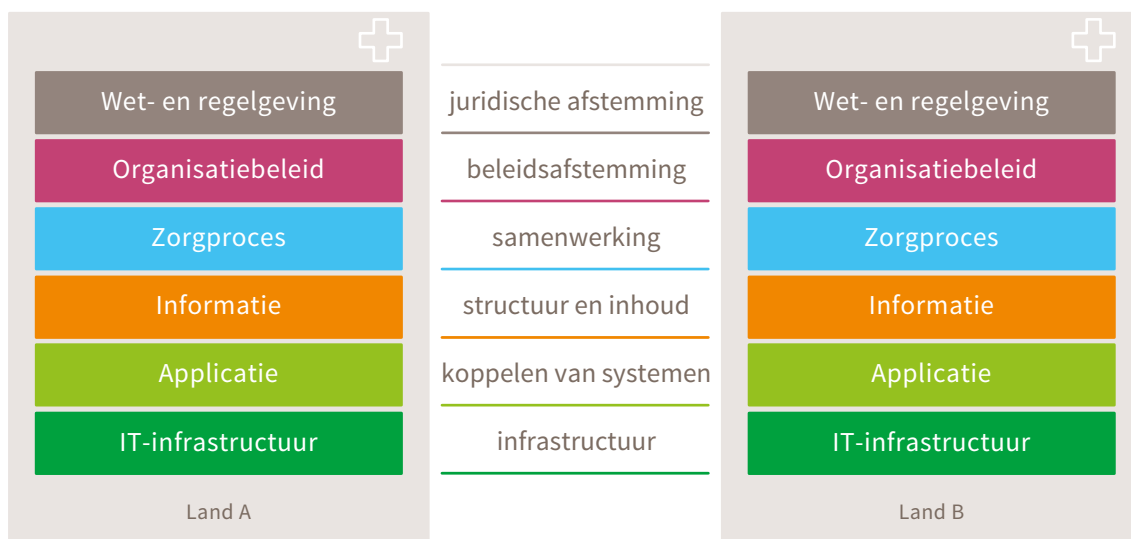 Wet- en regelgeving
juridische afstemming
Wet- en regelgeving
Organisatiebeleid
beleidsafstemming
Organisatiebeleid
Zorgproces
samenwerking
Zorgproces
Informatie
structuur en inhoud
Informatie
Applicatie
koppelen van systemen
Applicatie
IT-infrastructuur
infrastructuur
IT-infrastructuur
Land A
Land B